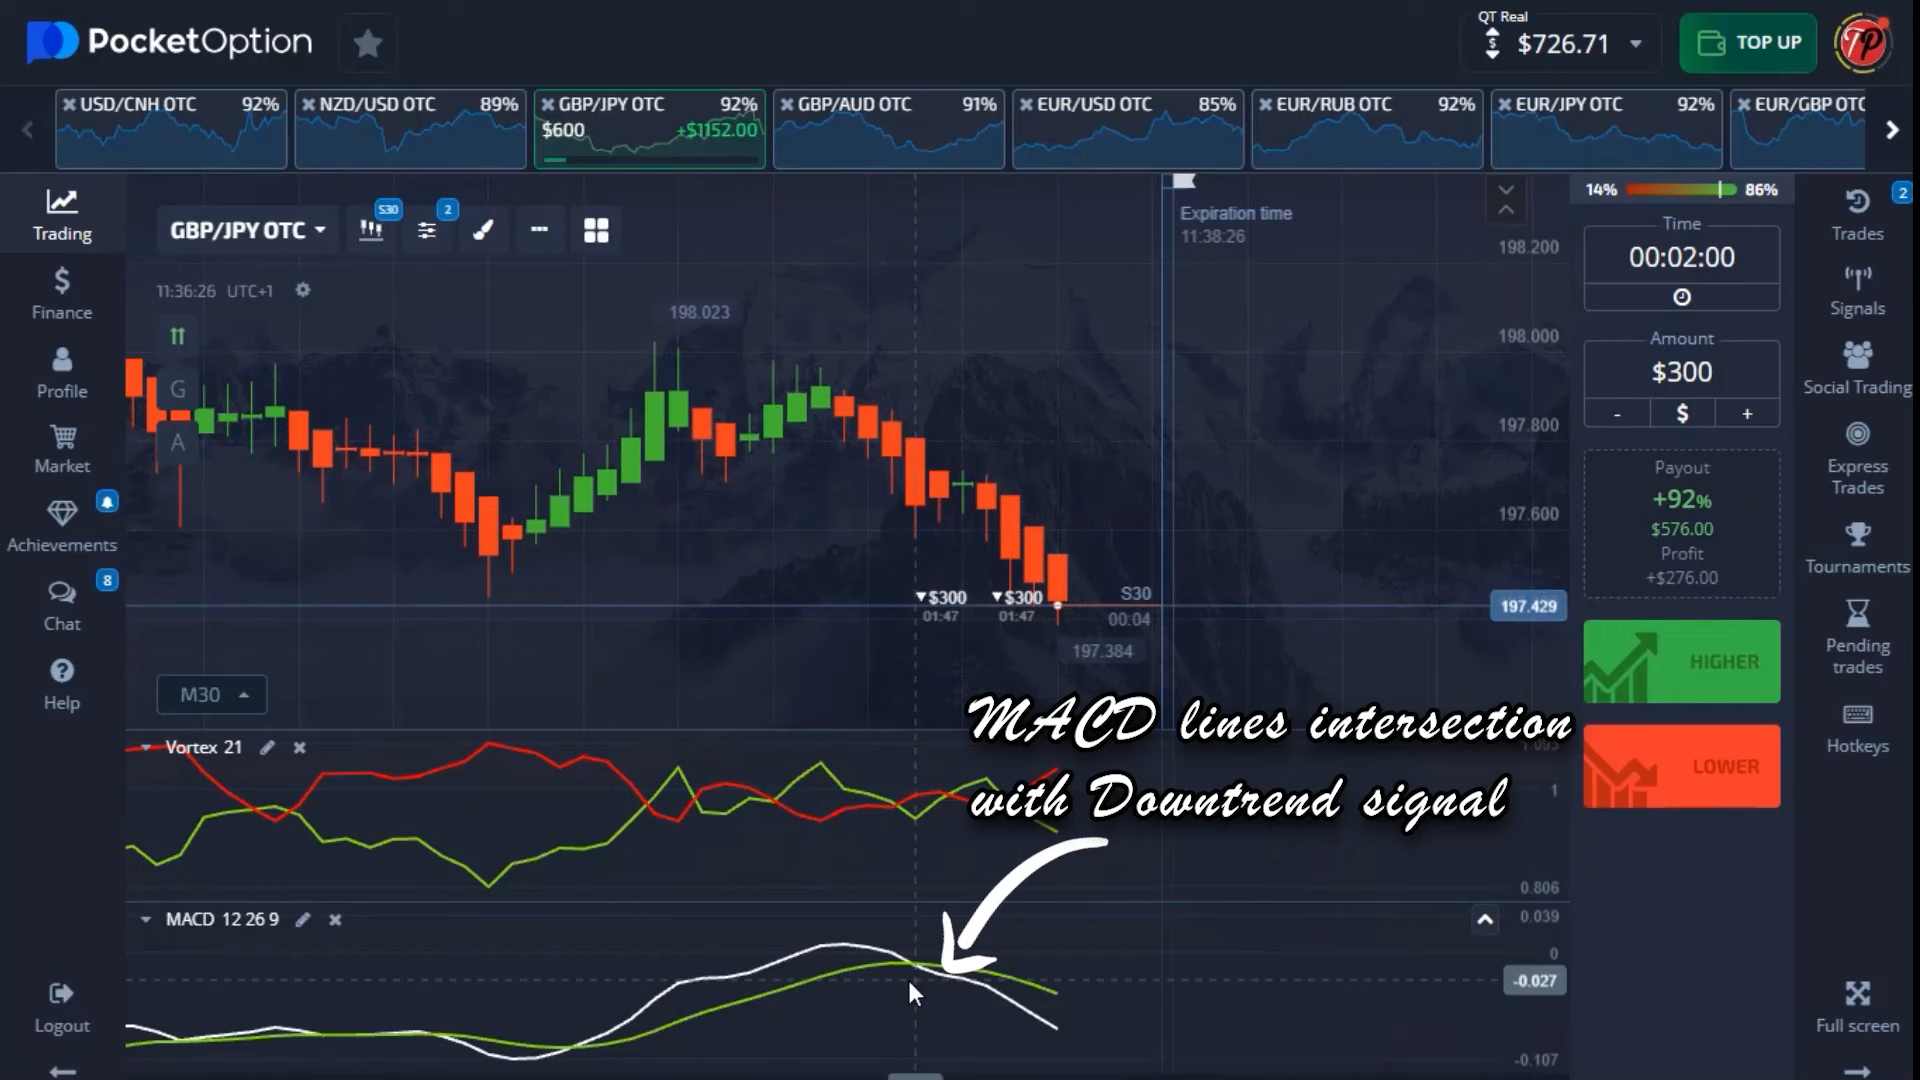 PocketOption
QT Real
$726.71
TOP UP
USD/CNH OTC 92%
NZD/USD OTC 89%
GBP/JPY OTC 92%
$600 +$1152.00
GBP/AUD OTC 91%
EUR/USD OTC 85%
EUR/RUB OTC 92%
EUR/JPY OTC 92%
EUR/GBP OTC
Trading
Finance
Profile
Market
Achievements
8
Chat
Help
Logout
GBP/JPY OTC
S30
2
11:36:26 UTC+1
G
A
198.023
Expiration time
11:38:26
198.200
198.000
197.800
197.600
197.429
$300
01:47
$300
01:47
S30
00:04
197.384
M30
MACD lines intersection
with Downtrend signal
Vortex 21
1.093
1
0.806
MACD 12 26 9
0.039
0
-0.027
-0.107
14% 86%
Time
00:02:00
Amount
$300
- $ +
Payout
+92%
$576.00
Profit
+$276.00
HIGHER
LOWER
2
Trades
Signals
Social Trading
Express
Trades
Tournaments
Pending
trades
Hotkeys
Full screen
TP